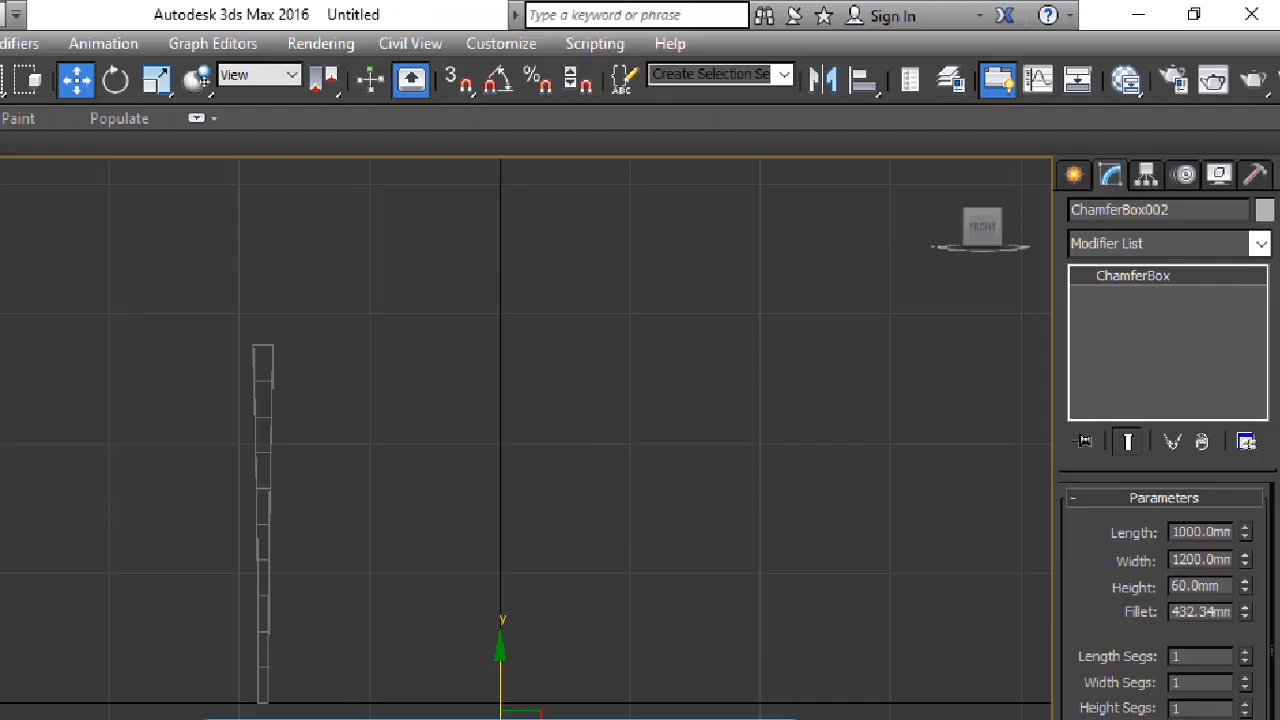 Autodesk 3ds Max 2016 Untitled
Type a keyword or phrase
Sign In
difiers Animation Graph Editors Rendering Civil View Customize Scripting Help
View
3
%
ABC
Create Selection Se
Paint Populate
FRONT
ChamferBox002
Modifier List
ChamferBox
- Parameters
Length: 1000.0mm
Width: 1200.0mm
Height: 60.0mm
Fillet: 432.34mm
Length Segs: 1
Width Segs: 1
Height Segs: 1
y